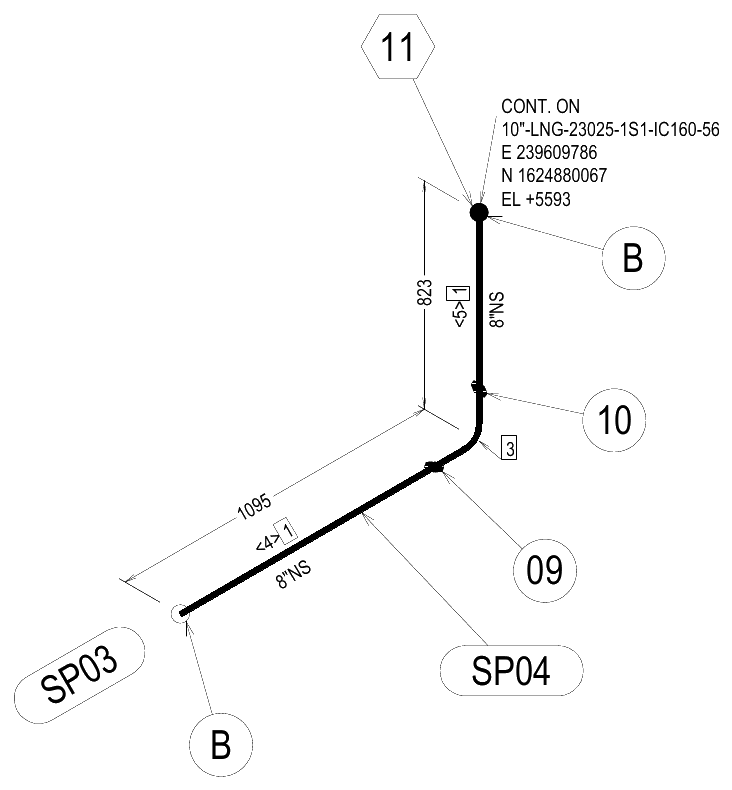 11
CONT. ON
10"-LNG-23025-1S1-IC160-56
E 239609786
N 1624880067
EL +5593
B
823
<5> 1
8"NS
10
3
1095
<4> 1
8"NS
09
SP03
SP04
B